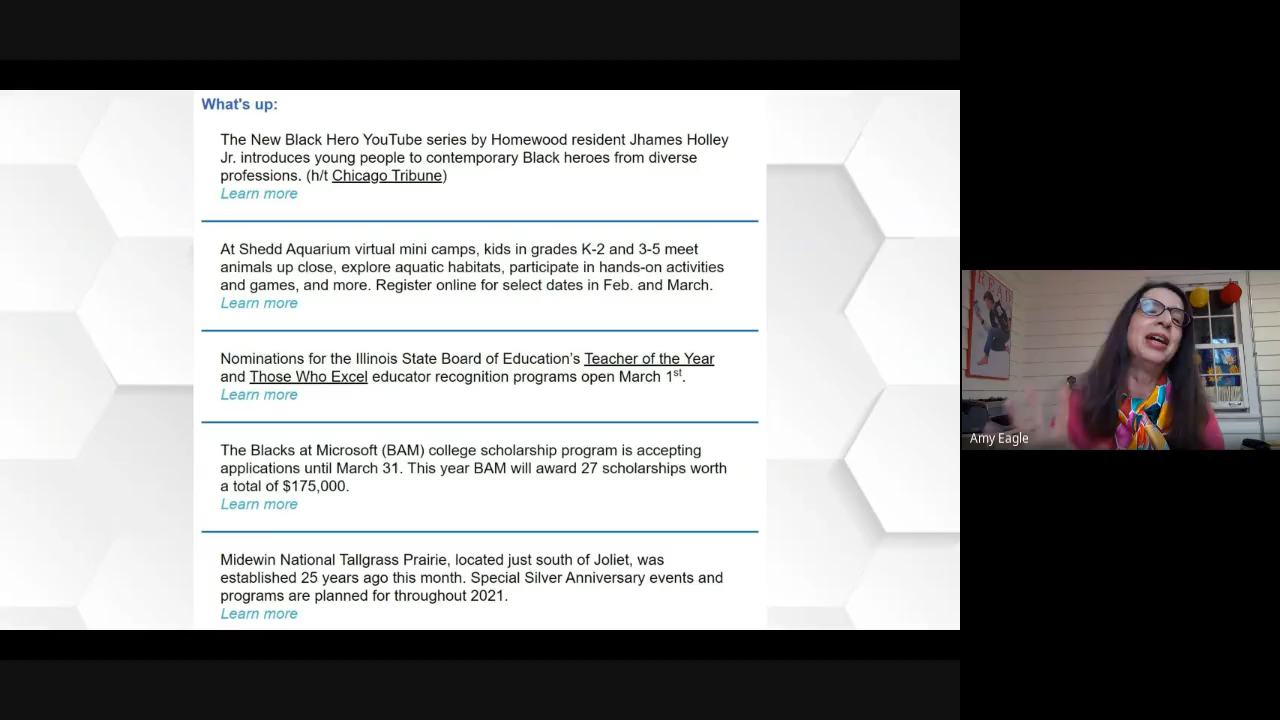 What's up:
The New Black Hero YouTube series by Homewood resident Jhames Holley
Jr. introduces young people to contemporary Black heroes from diverse
professions. (h/t Chicago Tribune)
Learn more
At Shedd Aquarium virtual mini camps, kids in grades K-2 and 3-5 meet
animals up close, explore aquatic habitats, participate in hands-on activities
and games, and more. Register online for select dates in Feb. and March.
Learn more
Nominations for the Illinois State Board of Education's Teacher of the Year
and Those Who Excel educator recognition programs open March 1st.
Learn more
The Blacks at Microsoft (BAM) college scholarship program is accepting
applications until March 31. This year BAM will award 27 scholarships worth
a total of $175,000.
Learn more
Midewin National Tallgrass Prairie, located just south of Joliet, was
established 25 years ago this month. Special Silver Anniversary events and
programs are planned for throughout 2021.
Learn more
READ
Amy Eagle